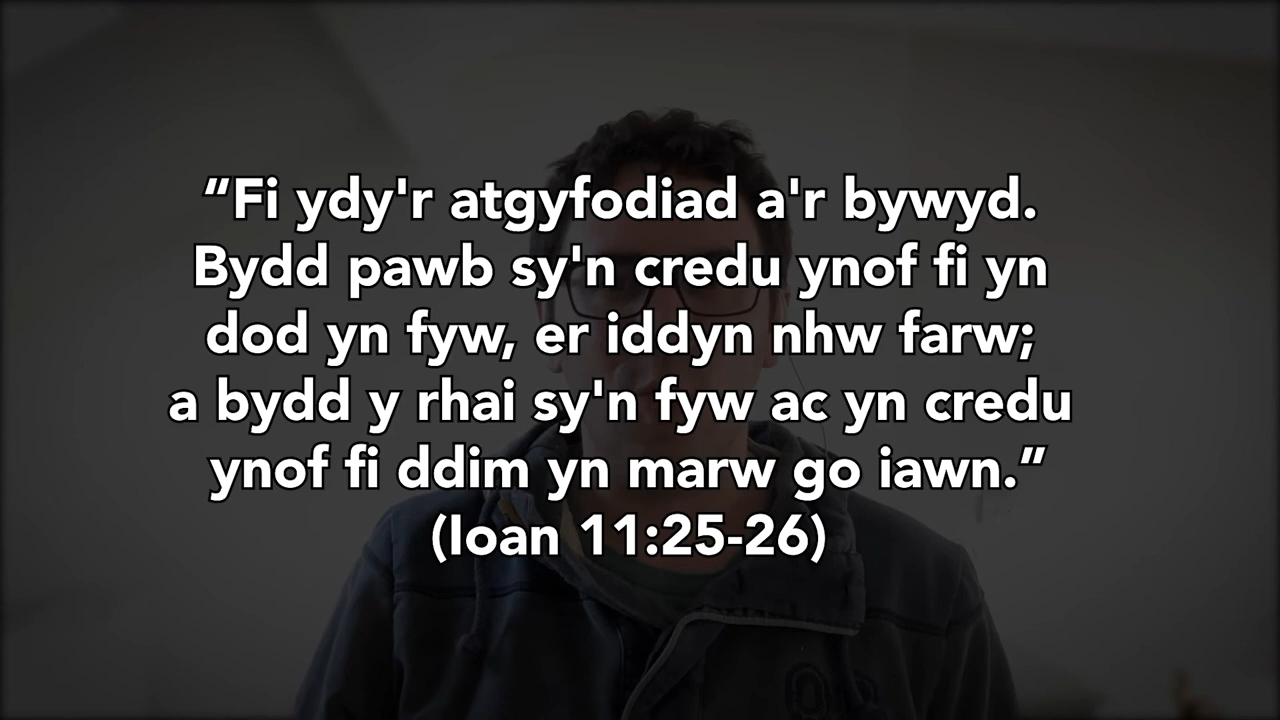 “Fi ydy'r atgyfodiad a'r bywyd.
Bydd pawb sy'n credu ynof fi yn
dod yn fyw, er iddyn nhw farw;
a bydd y rhai sy'n fyw ac yn credu
ynof fi ddim yn marw go iawn.”
(Ioan 11:25-26)